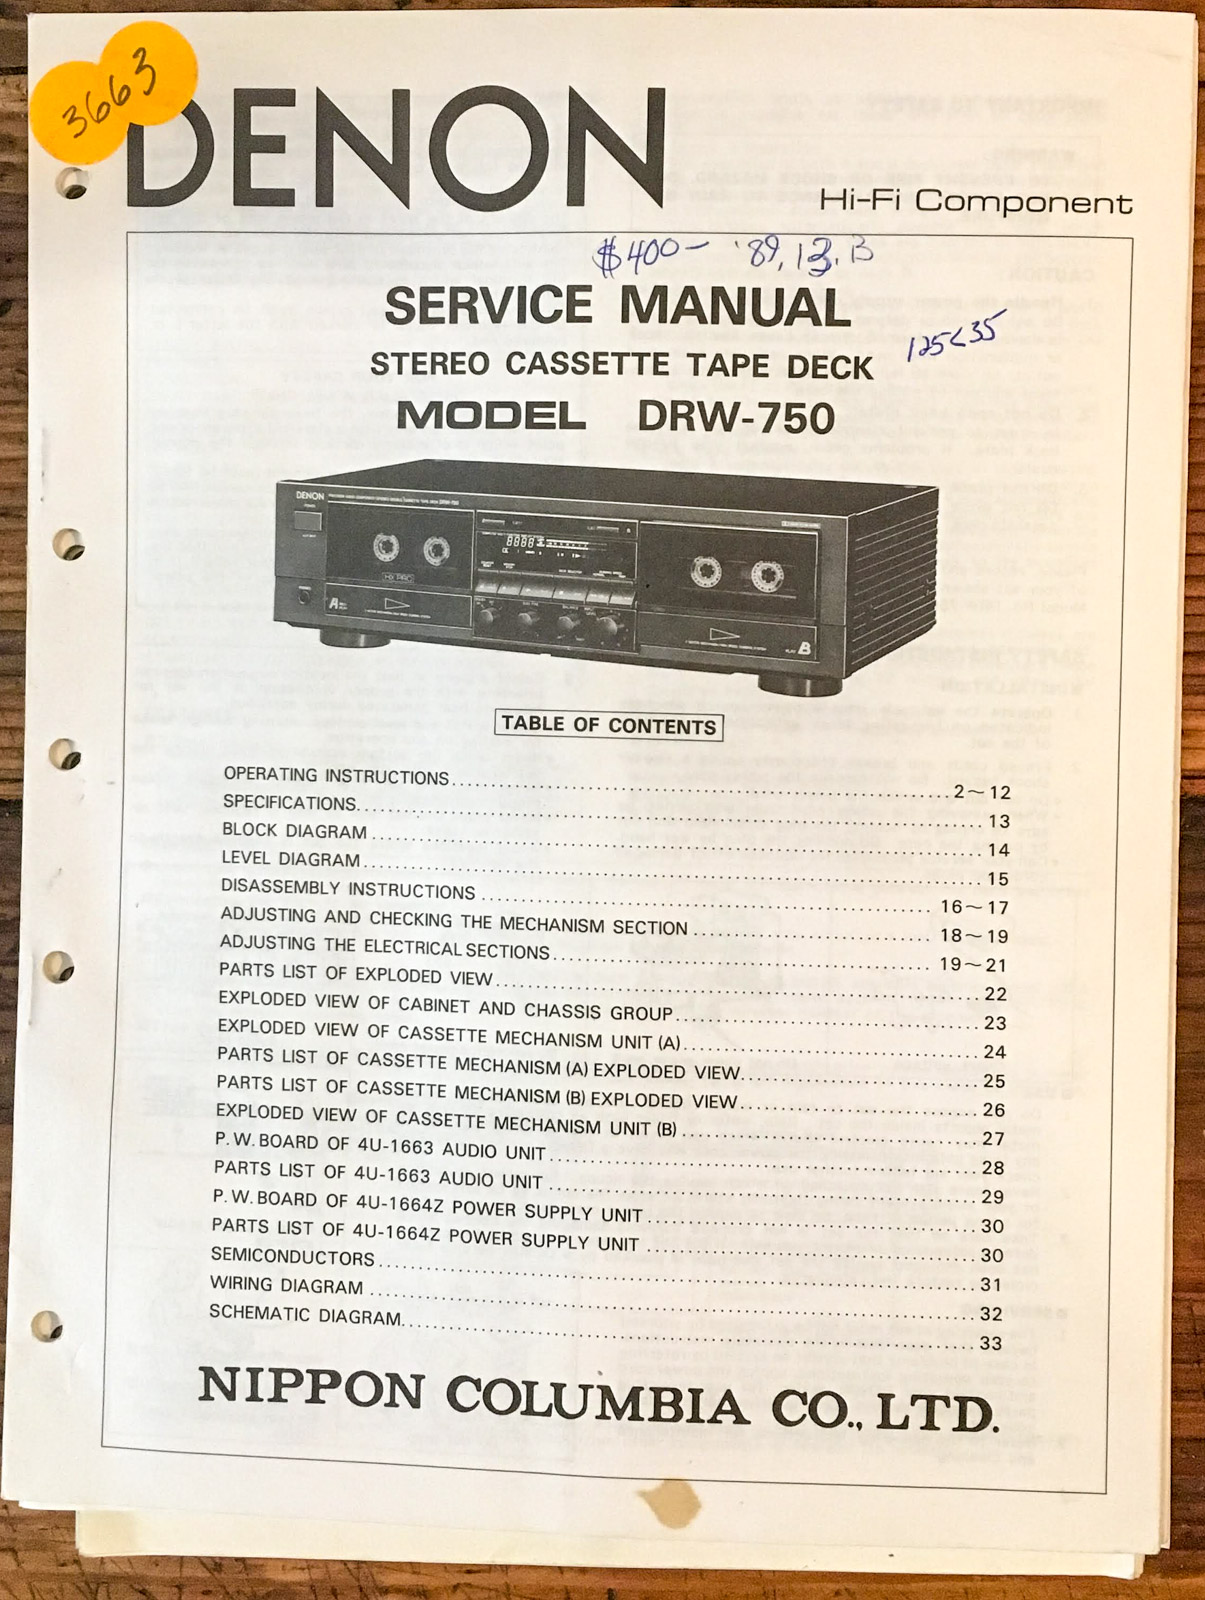 3663
DENON
Hi-Fi Component
$400- '89, 13, B
SERVICE MANUAL
125<35
STEREO CASSETTE TAPE DECK
MODEL DRW-750
DENON
HX PRO
A
B
PLAY
TABLE OF CONTENTS
OPERATING INSTRUCTIONS 2~12
SPECIFICATIONS 13
BLOCK DIAGRAM 14
LEVEL DIAGRAM 15
DISASSEMBLY INSTRUCTIONS 16~17
ADJUSTING AND CHECKING THE MECHANISM SECTION 18~19
ADJUSTING THE ELECTRICAL SECTIONS 19~21
PARTS LIST OF EXPLODED VIEW 22
EXPLODED VIEW OF CABINET AND CHASSIS GROUP 23
EXPLODED VIEW OF CASSETTE MECHANISM UNIT (A) 24
PARTS LIST OF CASSETTE MECHANISM (A) EXPLODED VIEW 25
PARTS LIST OF CASSETTE MECHANISM (B) EXPLODED VIEW 26
EXPLODED VIEW OF CASSETTE MECHANISM UNIT (B) 27
P.W.BOARD OF 4U-1663 AUDIO UNIT 28
PARTS LIST OF 4U-1663 AUDIO UNIT 29
P.W.BOARD OF 4U-1664Z POWER SUPPLY UNIT 30
PARTS LIST OF 4U-1664Z POWER SUPPLY UNIT 30
SEMICONDUCTORS 31
WIRING DIAGRAM 32
SCHEMATIC DIAGRAM 33
NIPPON COLUMBIA CO., LTD.